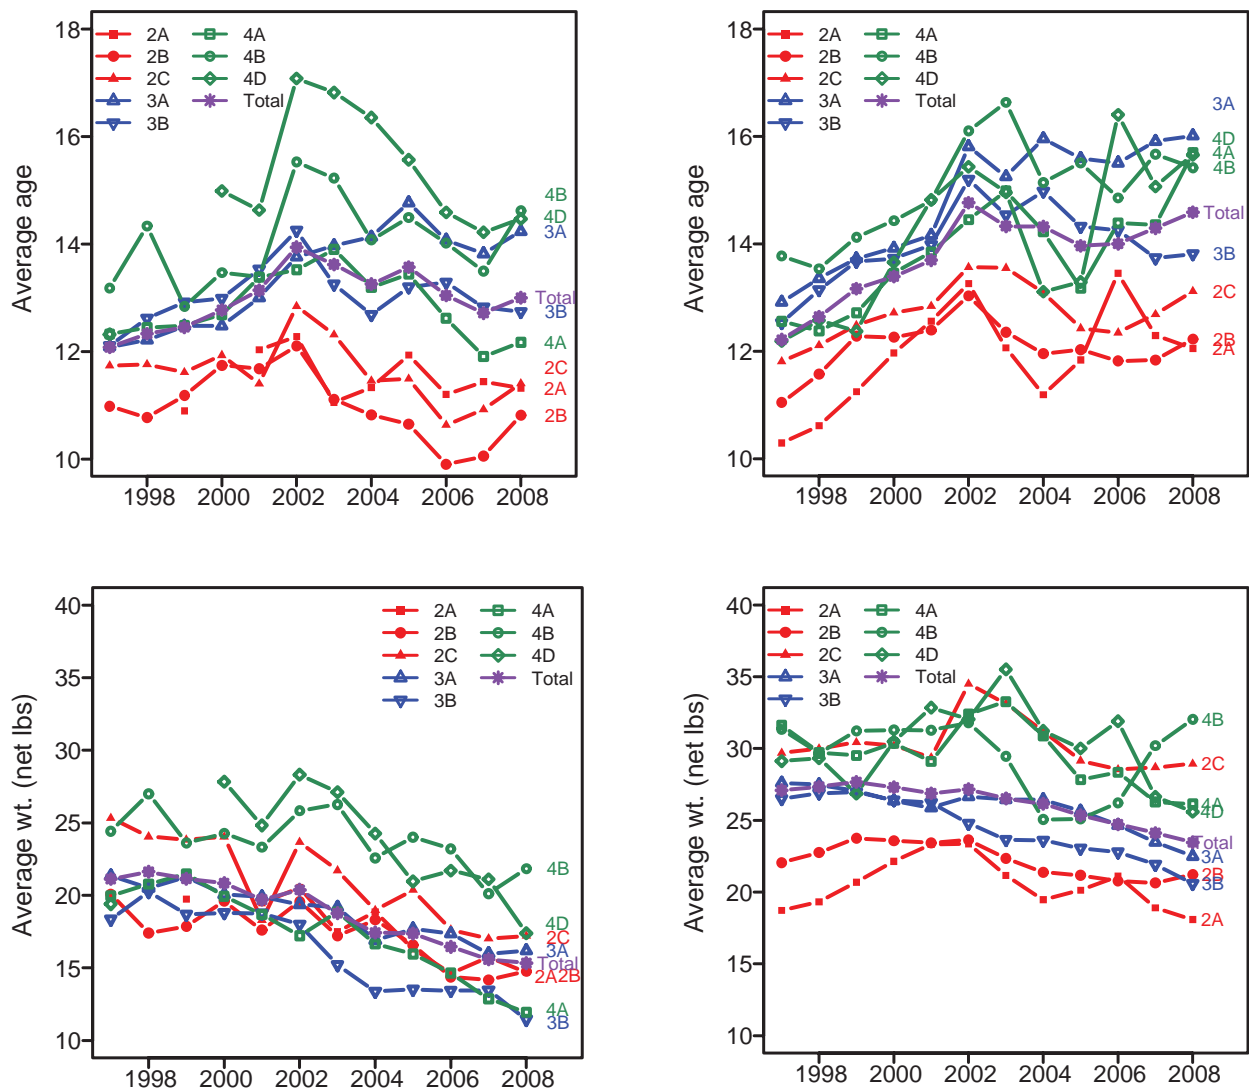 18
16
14
12
10
Average age
2A 4A
2B 4B
2C 4D
3A Total
3B
4B
4D
3A
Total
3B
4A
2C
2A
2B
1998 2000 2002 2004 2006 2008
18
16
14
12
10
Average age
2A 4A
2B 4B
2C 4D
3A Total
3B
3A
4D
4A
4B
Total
3B
2C
2B
2A
1998 2000 2002 2004 2006 2008
40
35
30
25
20
15
10
Average wt. (net lbs)
2A 4A
2B 4B
2C 4D
3A Total
3B
4B
4D
2C
3A
Total
2A2B
4A
3B
1998 2000 2002 2004 2006 2008
40
35
30
25
20
15
10
Average wt. (net lbs)
2A 4A
2B 4B
2C 4D
3A Total
3B
4B
2C
4A
4D
Total
3A
2B
3B
2A
1998 2000 2002 2004 2006 2008